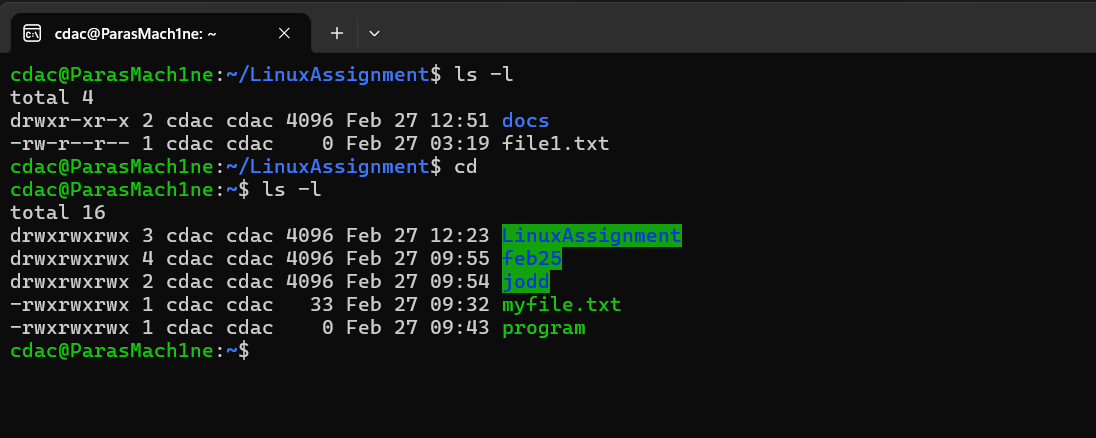 cdac@ParasMach1ne: ~
cdac@ParasMach1ne:~/LinuxAssignment$ ls -l
total 4
drwxr-xr-x 2 cdac cdac 4096 Feb 27 12:51 docs
-rw-r--r-- 1 cdac cdac    0 Feb 27 03:19 file1.txt
cdac@ParasMach1ne:~/LinuxAssignment$ cd
cdac@ParasMach1ne:~$ ls -l
total 16
drwxrwxrwx 3 cdac cdac 4096 Feb 27 12:23 LinuxAssignment
drwxrwxrwx 4 cdac cdac 4096 Feb 27 09:55 feb25
drwxrwxrwx 2 cdac cdac 4096 Feb 27 09:54 jodd
-rwxrwxrwx 1 cdac cdac   33 Feb 27 09:32 myfile.txt
-rwxrwxrwx 1 cdac cdac    0 Feb 27 09:43 program
cdac@ParasMach1ne:~$